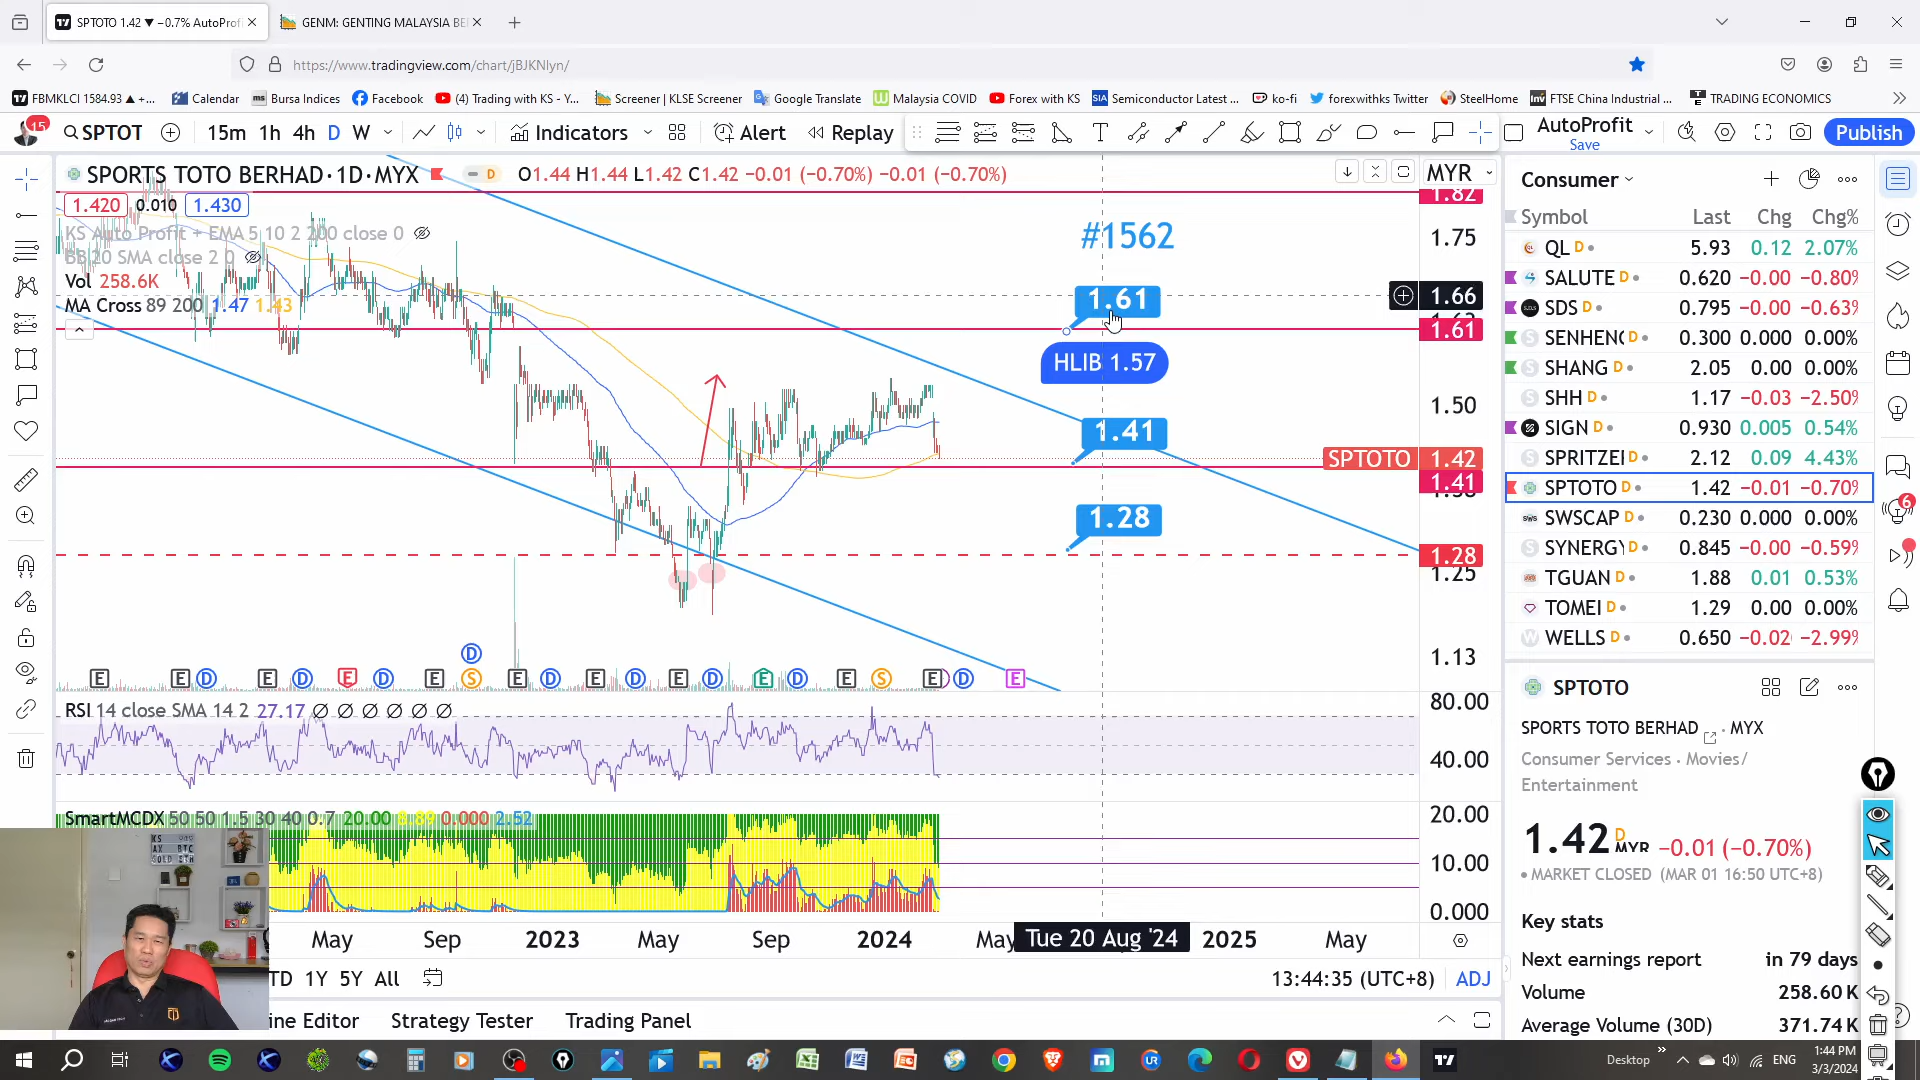 SPTOTO 1.42 ▼ −0.7% AutoProfi
GENM: GENTING MALAYSIA BE
https://www.tradingview.com/chart/jBJKNlyn/
FBMKLCI 1584.93 ▲ +...
Calendar
Bursa Indices
Facebook
(4) Trading with KS - Y...
Screener | KLSE Screener
Google Translate
Malaysia COVID
Forex with KS
Semiconductor Latest ...
ko-fi
forexwithks Twitter
SteelHome
FTSE China Industrial ...
TRADING ECONOMICS
15
SPTOT
15m 1h 4h D W
Indicators
Alert
Replay
AutoProfit
Save
Publish
SPORTS TOTO BERHAD · 1D · MYX
D
O1.44 H1.44 L1.42 C1.42 −0.01 (−0.70%) −0.01 (−0.70%)
MYR
1.420 0.010 1.430
KS Auto Profit + EMA 5 10 2 200 close 0
BB 20 SMA close 2 0
Vol 258.6K
MA Cross 89 200 1.47 1.43
#1562
1.61
HLIB 1.57
1.41
1.28
1.82
1.75
1.66
1.61
1.50
SPTOTO 1.42
1.41
1.28
1.25
1.13
RSI 14 close SMA 14 2 27.17 ∅ ∅ ∅ ∅ ∅ ∅
80.00
40.00
SmartMCDX 50 50 1.5 30 40 0.7 20.00 8.89 0.000 2.52
20.00
10.00
0.000
May Sep 2023 May Sep 2024 May Tue 20 Aug '24 2025 May
TD 1Y 5Y All
13:44:35 (UTC+8) ADJ
ine Editor
Strategy Tester
Trading Panel
Consumer
Symbol Last Chg Chg%
QL D 5.93 0.12 2.07%
SALUTE D 0.620 −0.00 −0.80%
SDS D 0.795 −0.00 −0.63%
SENHENG D 0.300 0.000 0.00%
SHANG D 2.05 0.00 0.00%
SHH D 1.17 −0.03 −2.50%
SIGN D 0.930 0.005 0.54%
SPRITZEI D 2.12 0.09 4.43%
SPTOTO D 1.42 −0.01 −0.70%
SWSCAP D 0.230 0.000 0.00%
SYNERGY D 0.845 −0.00 −0.59%
TGUAN D 1.88 0.01 0.53%
TOMEI D 1.29 0.00 0.00%
WELLS D 0.650 −0.02 −2.99%
SPTOTO
SPORTS TOTO BERHAD · MYX
Consumer Services · Movies/
Entertainment
1.42 D MYR −0.01 (−0.70%)
MARKET CLOSED (MAR 01 16:50 UTC+8)
Key stats
Next earnings report in 79 days
Volume 258.60 K
Average Volume (30D) 371.74 K
6
Desktop
ENG
1:44 PM
3/3/2024